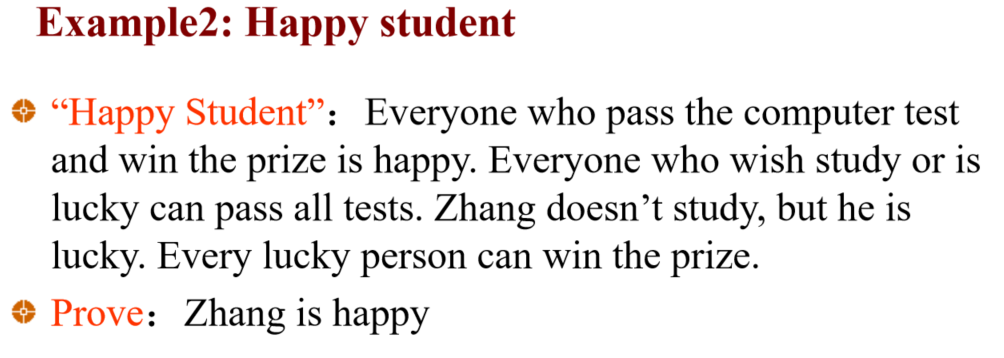 Example2: Happy student
“Happy Student”：Everyone who pass the computer test
and win the prize is happy. Everyone who wish study or is
lucky can pass all tests. Zhang doesn’t study, but he is
lucky. Every lucky person can win the prize.
Prove：Zhang is happy